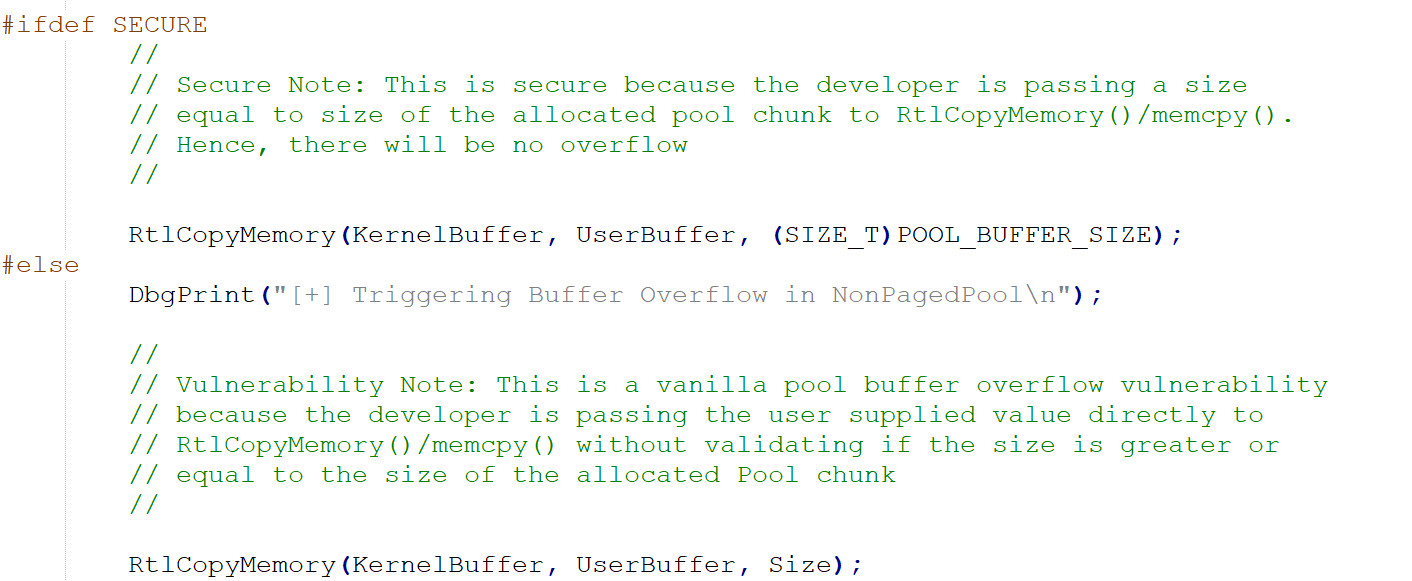 #ifdef SECURE
//
// Secure Note: This is secure because the developer is passing a size
// equal to size of the allocated pool chunk to RtlCopyMemory()/memcpy().
// Hence, there will be no overflow
//
RtlCopyMemory(KernelBuffer, UserBuffer, (SIZE_T)POOL_BUFFER_SIZE);
#else
DbgPrint("[+] Triggering Buffer Overflow in NonPagedPool\n");
//
// Vulnerability Note: This is a vanilla pool buffer overflow vulnerability
// because the developer is passing the user supplied value directly to
// RtlCopyMemory()/memcpy() without validating if the size is greater or
// equal to the size of the allocated Pool chunk
//
RtlCopyMemory(KernelBuffer, UserBuffer, Size);